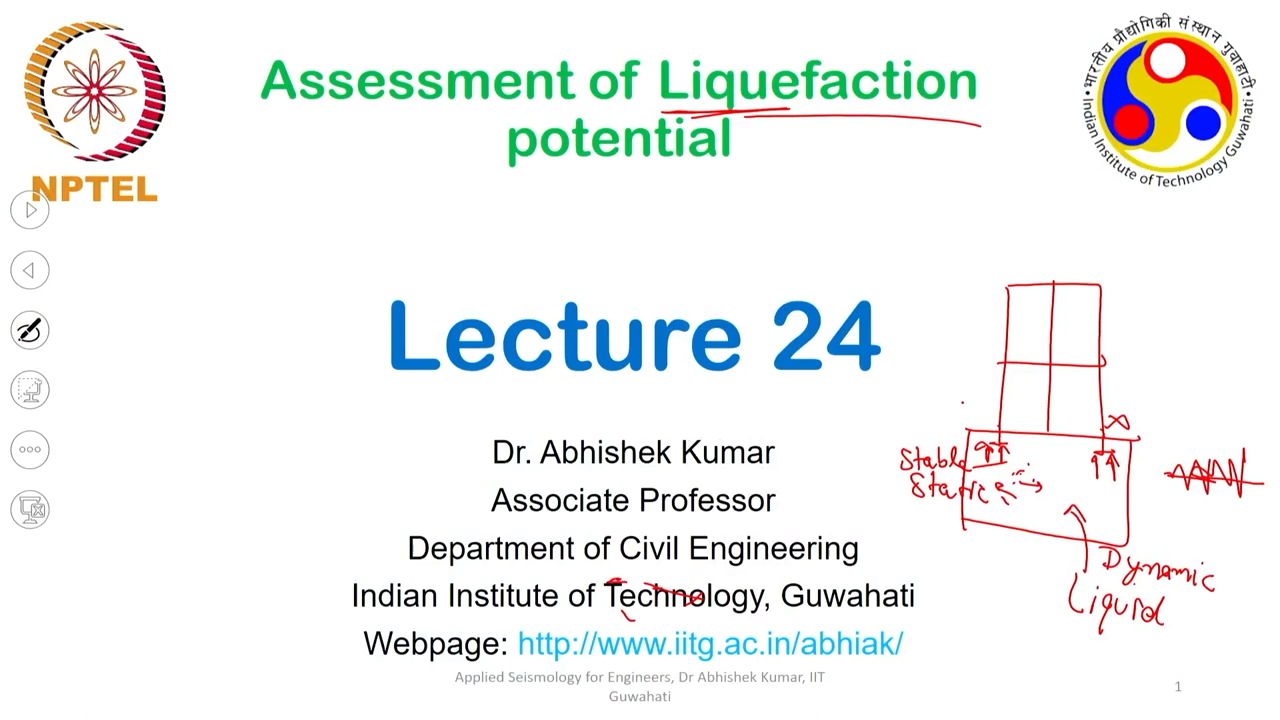 Assessment of Liquefaction
potential
NPTEL
भारतीय प्रौद्योगिकी संस्थान गुवाहाटी
Indian Institute of Technology Guwahati
Lecture 24
Dr. Abhishek Kumar
Associate Professor
Department of Civil Engineering
Indian Institute of Technology, Guwahati
Webpage: http://www.iitg.ac.in/abhiak/
Stable
Static
Dynamic
Liquid
Applied Seismology for Engineers, Dr Abhishek Kumar, IIT
Guwahati
1